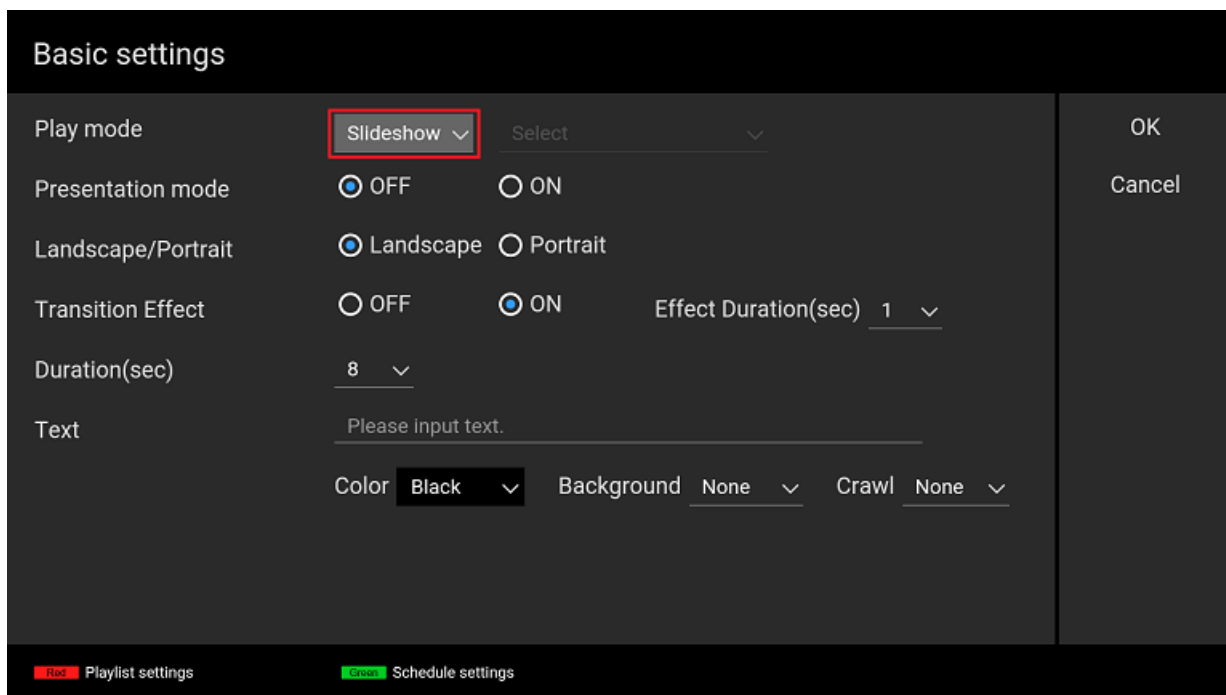 Basic settings
Play mode Slideshow Select OK
Presentation mode OFF ON Cancel
Landscape/Portrait Landscape Portrait
Transition Effect OFF ON Effect Duration(sec) 1
Duration(sec) 8
Text Please input text.
Color Black Background None Crawl None
Red Playlist settings Green Schedule settings